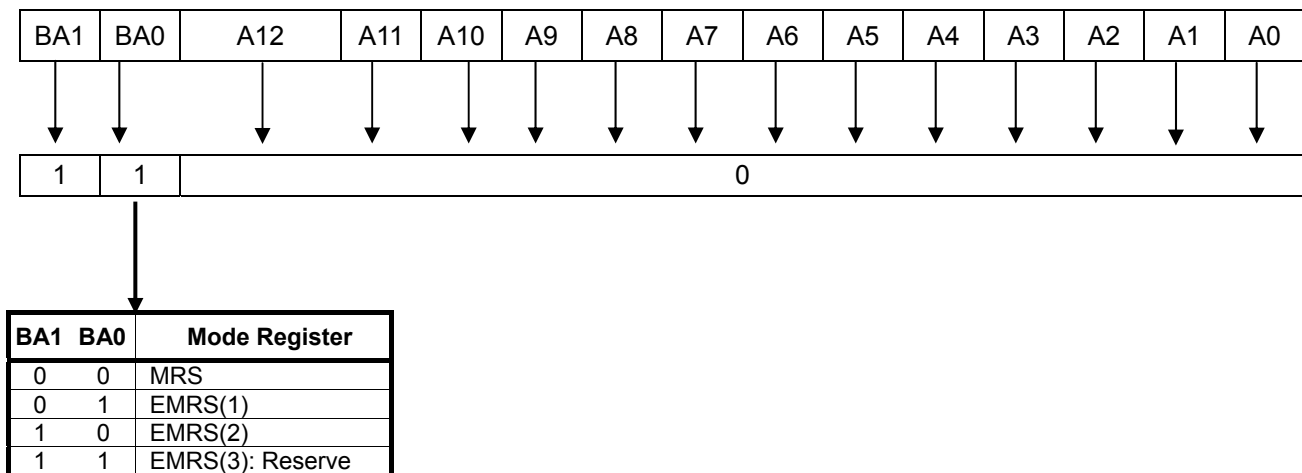 BA1 BA0 A12 A11 A10 A9 A8 A7 A6 A5 A4 A3 A2 A1 A0
1 1 0
BA1 BA0 Mode Register
0 0 MRS
0 1 EMRS(1)
1 0 EMRS(2)
1 1 EMRS(3): Reserve